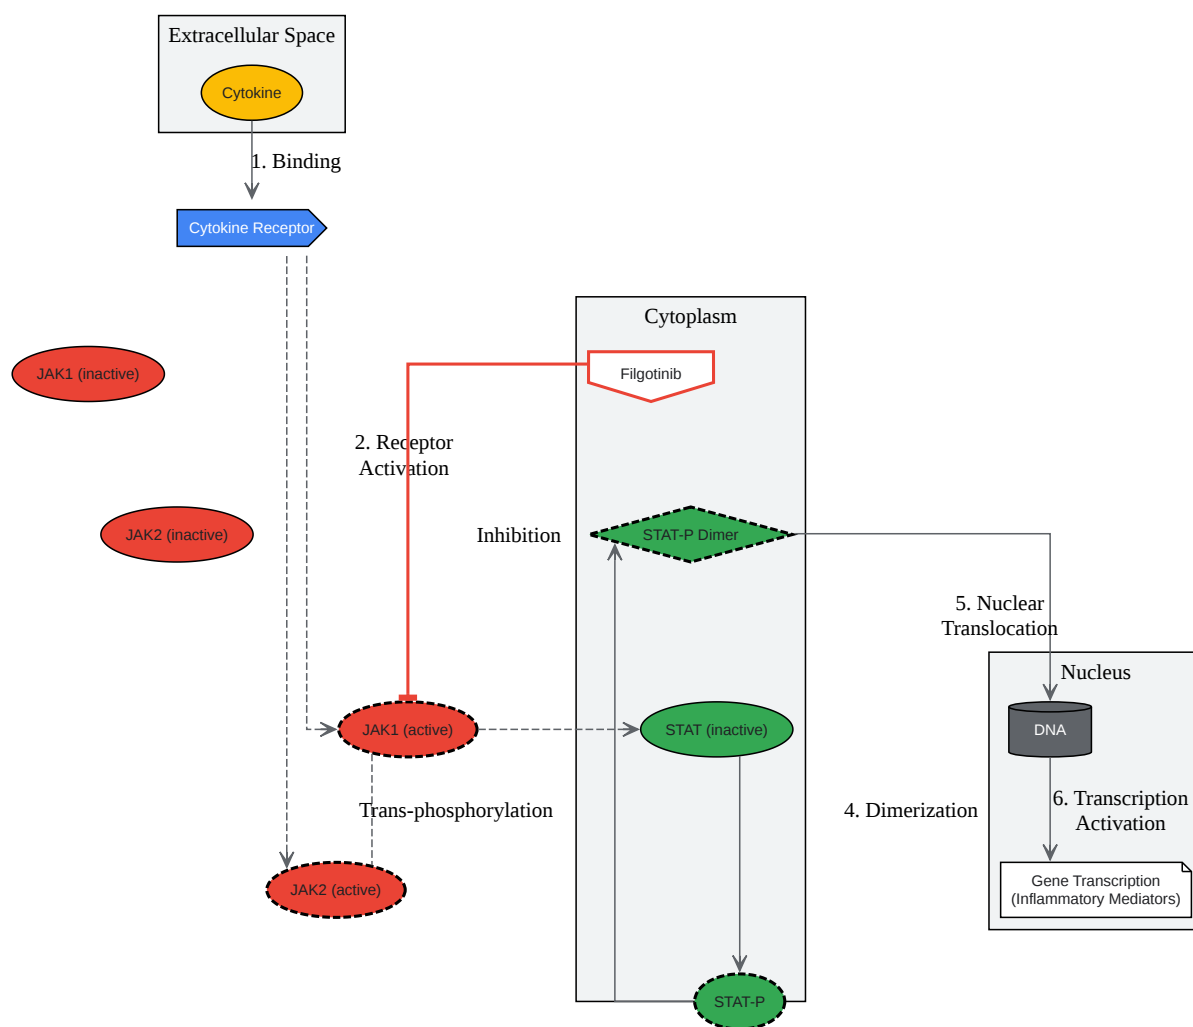 Extracellular Space
Cytokine
1. Binding
Cytokine Receptor
Cytoplasm
JAK1 (inactive)
Filgotinib
2. Receptor
Activation
JAK2 (inactive)
Inhibition
STAT-P Dimer
5. Nuclear
Translocation
Nucleus
JAK1 (active)
STAT (inactive)
DNA
Trans-phosphorylation
4. Dimerization
6. Transcription
Activation
JAK2 (active)
Gene Transcription
(Inflammatory Mediators)
STAT-P